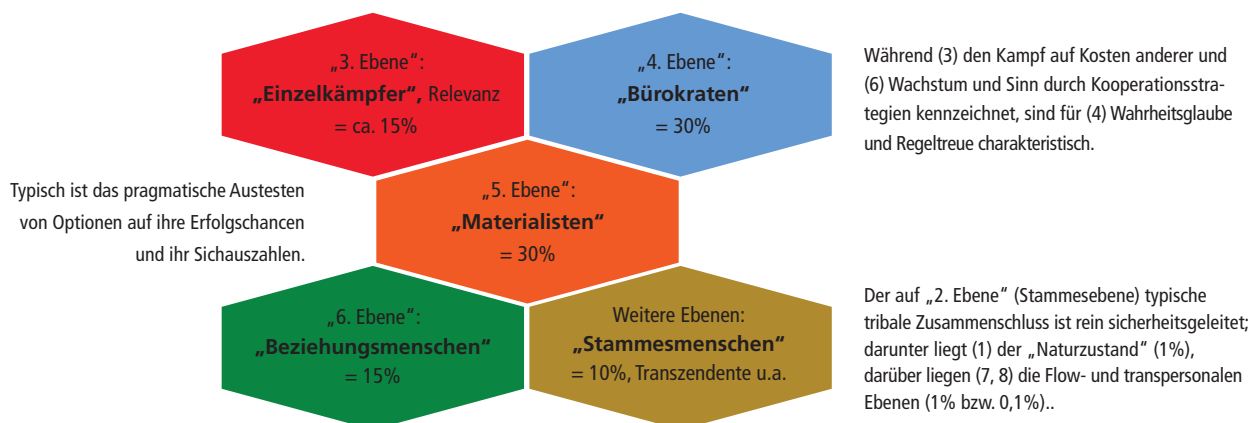 „3. Ebene“:
„Einzelkämpfer“, Relevanz
= ca. 15%
„4. Ebene“:
„Bürokraten“
= 30%
Während (3) den Kampf auf Kosten anderer und
(6) Wachstum und Sinn durch Kooperationsstra-
tegien kennzeichnet, sind für (4) Wahrheitsglaube
und Regeltreue charakteristisch.
Typisch ist das pragmatische Austesten
von Optionen auf ihre Erfolgschancen
und ihr Sichauszahlen.
„5. Ebene“:
„Materialisten“
= 30%
„6. Ebene“:
„Beziehungsmenschen“
= 15%
Weitere Ebenen:
„Stammesmenschen“
= 10%, Transzendente u.a.
Der auf „2. Ebene“ (Stammesebene) typische
tribale Zusammenschluss ist rein sicherheitsgeleitet;
darunter liegt (1) der „Naturzustand“ (1%),
darüber liegen (7, 8) die Flow- und transpersonalen
Ebenen (1% bzw. 0,1%)..